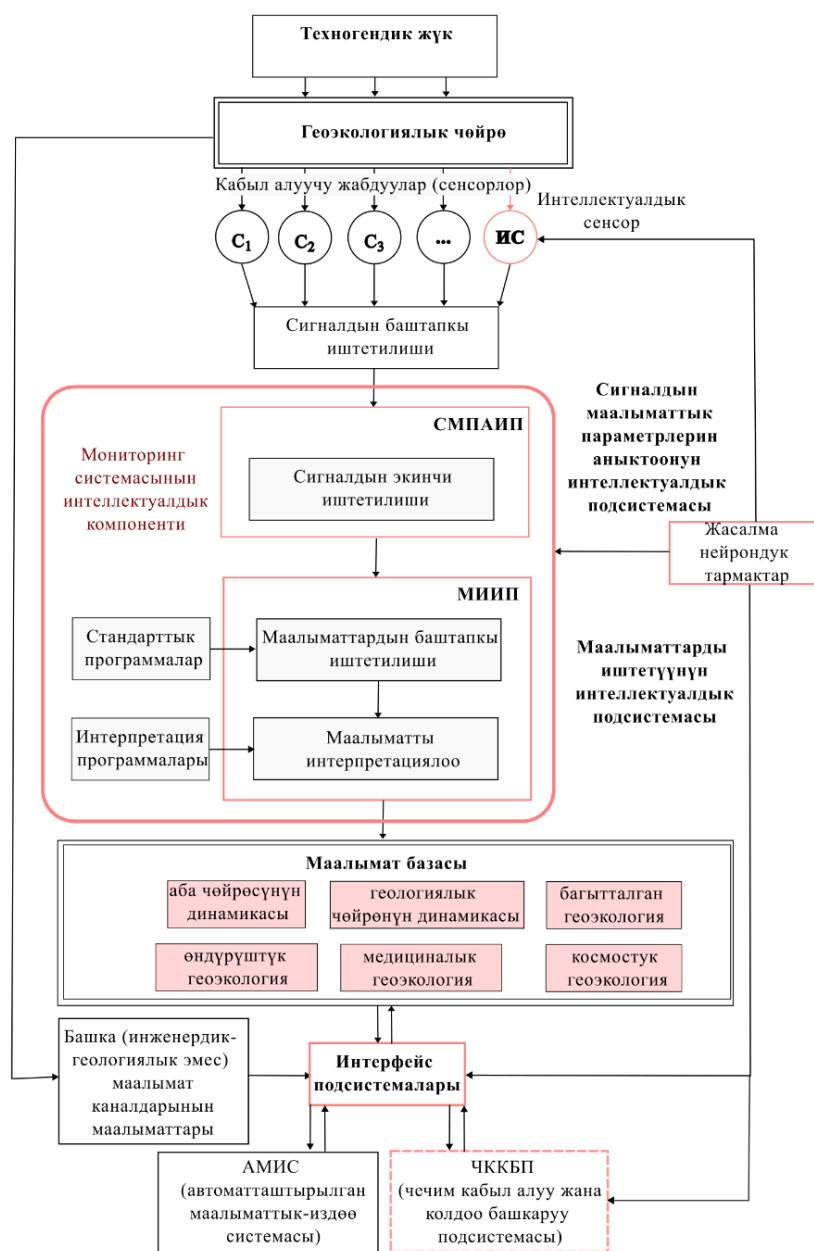 Техногендик жүк
Геоэкологиялык чөйрө
Кабыл алуучу жабдуулар (сенсорлор)
Интеллектуалдык
сенсор
C₁
C₂
C₃
...
ИС
Сигналдын баштапкы
иштетилиши
Сигналдын
маалыматтык
параметрлерин
аныктоонун
интеллектуалдык
подсистемасы
СМПАИП
Мониторинг
системасынын
интеллектуалдык
компоненти
Сигналдын экинчи
иштетилиши
Жасалма
нейрондук
тармактар
МИИП
Стандарттык
программалар
Маалыматтардын баштапкы
иштетилиши
Маалыматтарды
иштетүүнүн
интеллектуалдык
подсистемасы
Интерпретация
программалары
Маалыматты
интерпретациялоо
Маалымат базасы
аба чөйрөсүнүн
динамикасы
геологиялык
чөйрөнүн динамикасы
багытталган
геоэкология
өндүрүштүк
геоэкология
медициналык
геоэкология
космостук
геоэкология
Башка (инженердик-
геологиялык эмес)
маалымат
каналдарынын
маалыматтары
Интерфейс
подсистемалары
АМИС
(автоматташтырылган
маалыматтык-издөө
системасы)
ЧККБП
(чечим кабыл алуу жана
колдоо башкаруу
подсистемасы)